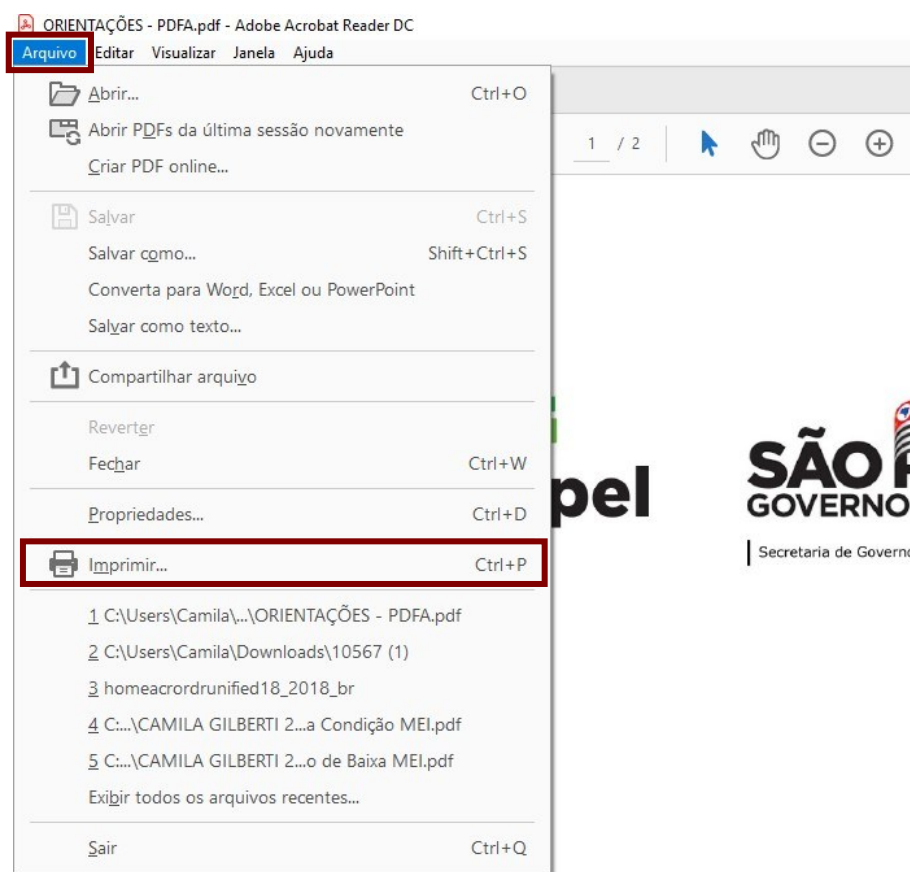 ORIENTAÇÕES - PDFA.pdf - Adobe Acrobat Reader DC
Arquivo Editar Visualizar Janela Ajuda
Abrir... Ctrl+O
Abrir PDFs da última sessão novamente
1 / 2
Criar PDF online...
Salvar Ctrl+S
Salvar como... Shift+Ctrl+S
Converta para Word, Excel ou PowerPoint
Salvar como texto...
Compartilhar arquivo
Reverter
Fechar Ctrl+W
Propriedades... Ctrl+D
Imprimir... Ctrl+P
1 C:\Users\Camila\...\ORIENTAÇÕES - PDFA.pdf
2 C:\Users\Camila\Downloads\10567 (1)
3 homeacrordrunified18_2018_br
4 C:...\CAMILA GILBERTI 2...a Condição MEI.pdf
5 C:...\CAMILA GILBERTI 2...o de Baixa MEI.pdf
Exibir todos os arquivos recentes...
Sair Ctrl+Q
pel
SÃO P
GOVERNO
Secretaria de Governo